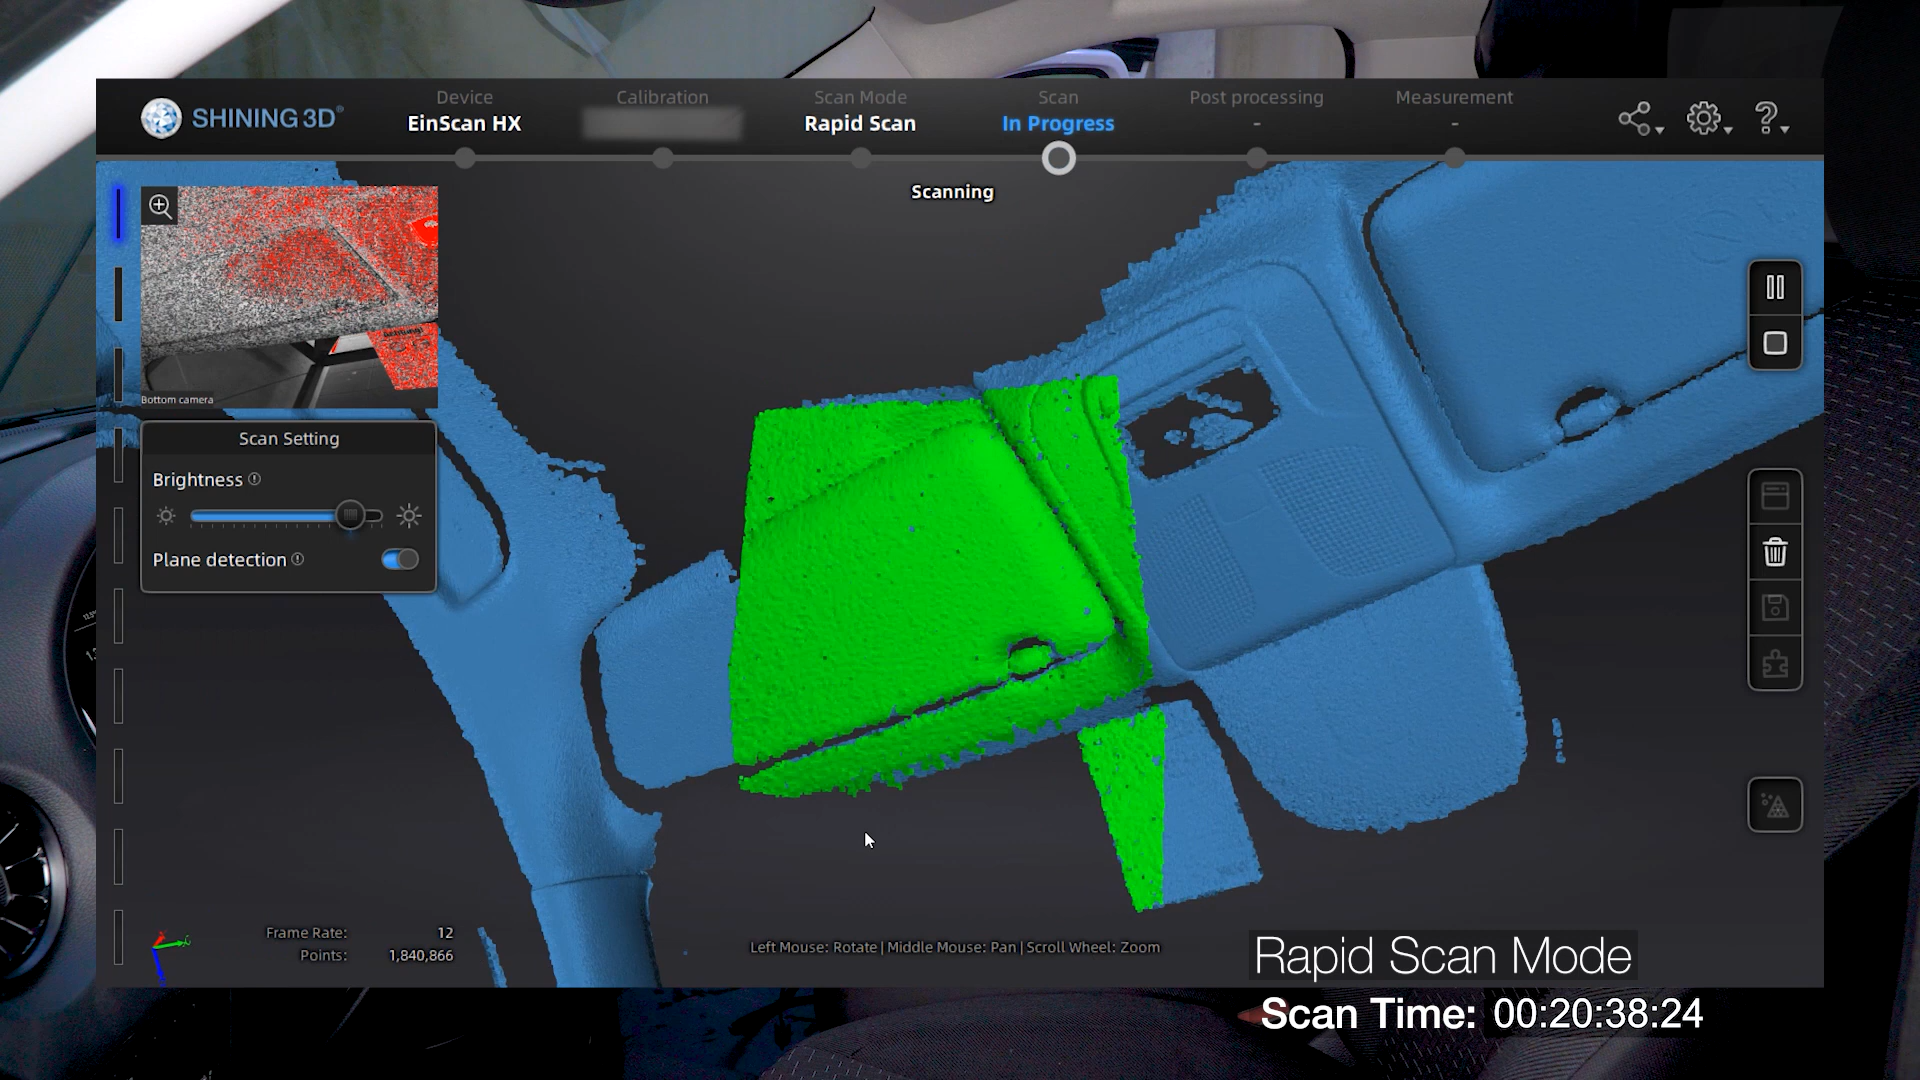 SHINING 3D®
Device
EinScan HX
Calibration
Scan Mode
Rapid Scan
Scan
In Progress
Post processing
-
Measurement
-
Scanning
Bottom camera
Scan Setting
Brightness
Plane detection
Frame Rate: 12
Points: 1,840,866
Left Mouse: Rotate | Middle Mouse: Pan | Scroll Wheel: Zoom
Rapid Scan Mode
Scan Time: 00:20:38:24